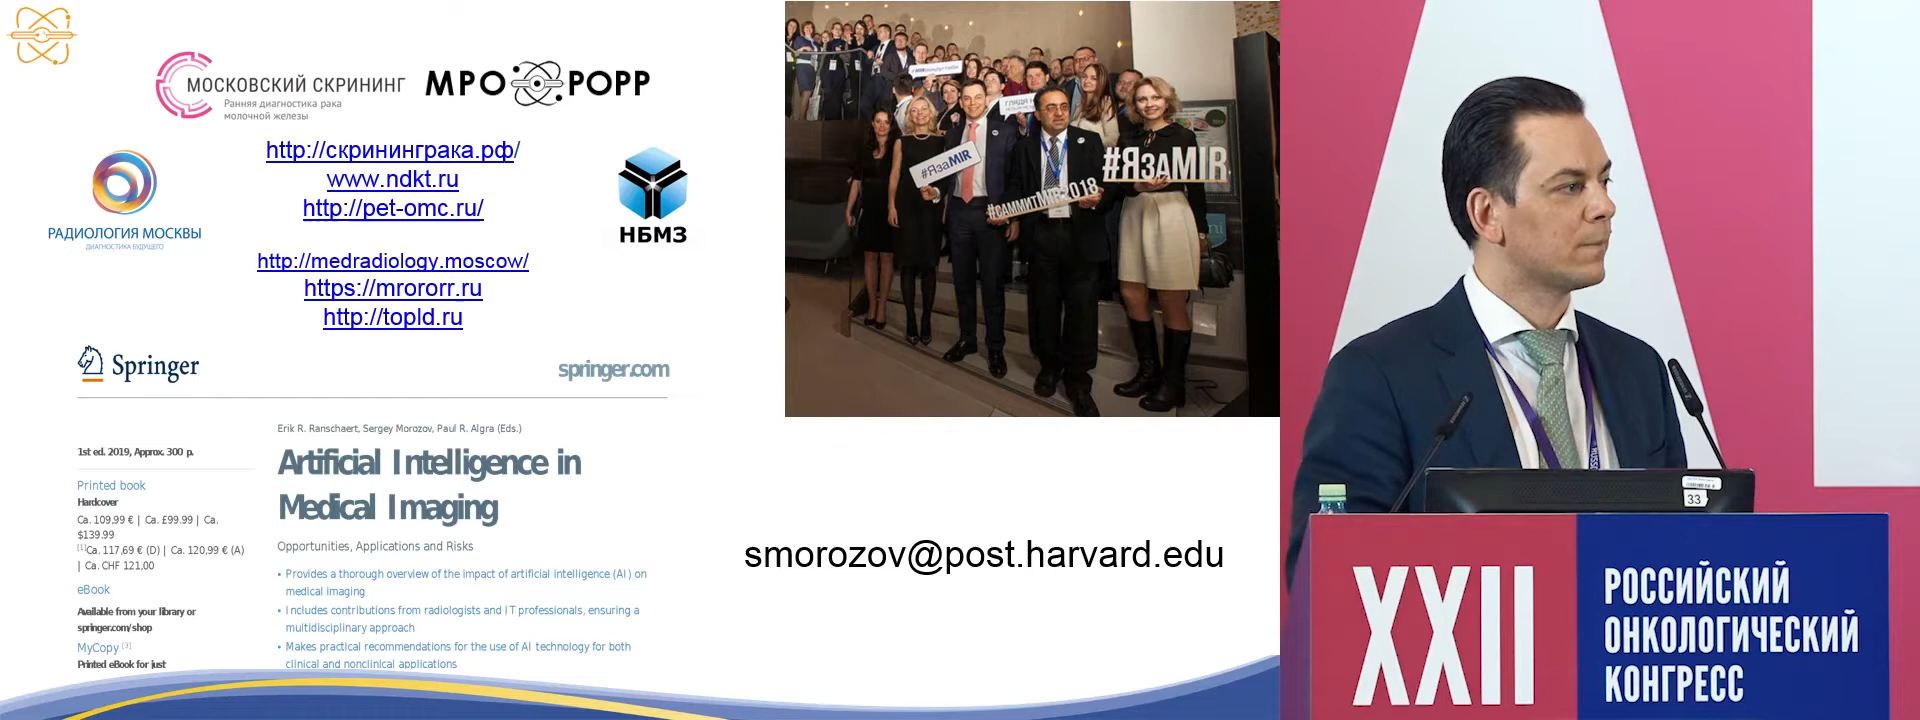 МОСКОВСКИЙ СКРИНИНГ
Ранняя диагностика рака
молочной железы
МРО РОРР
http://скрининграка.рф/
www.ndkt.ru
http://pet-omc.ru/
РАДИОЛОГИЯ МОСКВЫ
ДИАГНОСТИКА БУДУЩЕГО
НБМЗ
http://medradiology.moscow/
https://mrororr.ru
http://topld.ru
Springer
springer.com
Erik R. Ranschaert, Sergey Morozov, Paul R. Algra (Eds.)
1st ed. 2019, Approx. 300 p.
Artificial Intelligence in
Medical Imaging
Printed book
Hardcover
Ca. 109,99 € | Ca. £99.99 | Ca.
$139.99
[1]Ca. 117,69 € (D) | Ca. 120,99 € (A)
| Ca. CHF 121,00
eBook
Available from your library or
springer.com/shop
MyCopy [3]
Printed eBook for just
Opportunities, Applications and Risks
• Provides a thorough overview of the impact of artificial intelligence (AI) on
medical imaging
• Includes contributions from radiologists and IT professionals, ensuring a
multidisciplinary approach
• Makes practical recommendations for the use of AI technology for both
clinical and nonclinical applications
#ЯзаMIR
#саммитMIR2018
#ЯзаMIR
smorozov@post.harvard.edu
33
XXII
РОССИЙСКИЙ
ОНКОЛОГИЧЕСКИЙ
КОНГРЕСС